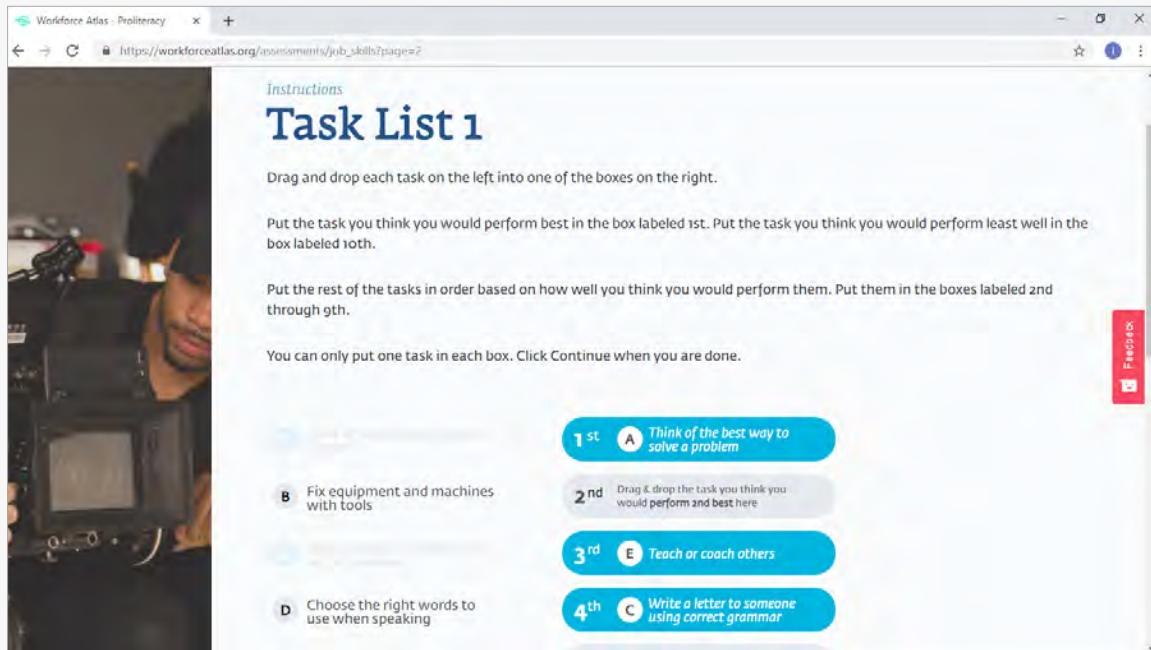 Workforce Atlas - Proliteracy
https://workforceatlas.org/assessments/job_skills?page=2
Instructions
Task List 1
Drag and drop each task on the left into one of the boxes on the right.
Put the task you think you would perform best in the box labeled 1st. Put the task you think you would perform least well in the
box labeled 10th.
Put the rest of the tasks in order based on how well you think you would perform them. Put them in the boxes labeled 2nd
through 9th.
You can only put one task in each box. Click Continue when you are done.
Feedback
1st A Think of the best way to
solve a problem
B Fix equipment and machines
with tools
2nd Drag & drop the task you think you
would perform 2nd best here
3rd E Teach or coach others
D Choose the right words to
use when speaking
4th C Write a letter to someone
using correct grammar